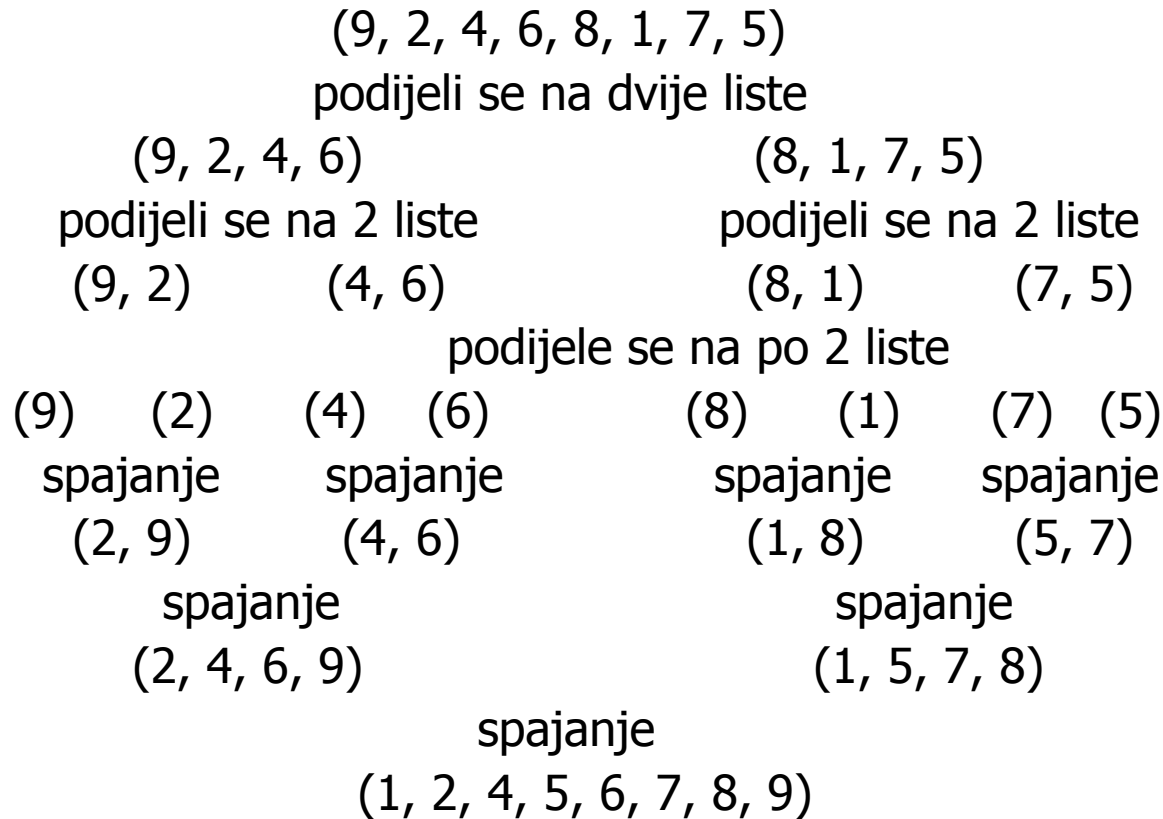 (9, 2, 4, 6, 8, 1, 7, 5)
podijeli se na dvije liste
(9, 2, 4, 6) (8, 1, 7, 5)
podijeli se na 2 liste podijeli se na 2 liste
(9, 2) (4, 6) (8, 1) (7, 5)
podijele se na po 2 liste
(9) (2) (4) (6) (8) (1) (7) (5)
spajanje spajanje spajanje spajanje
(2, 9) (4, 6) (1, 8) (5, 7)
spajanje spajanje
(2, 4, 6, 9) (1, 5, 7, 8)
spajanje
(1, 2, 4, 5, 6, 7, 8, 9)